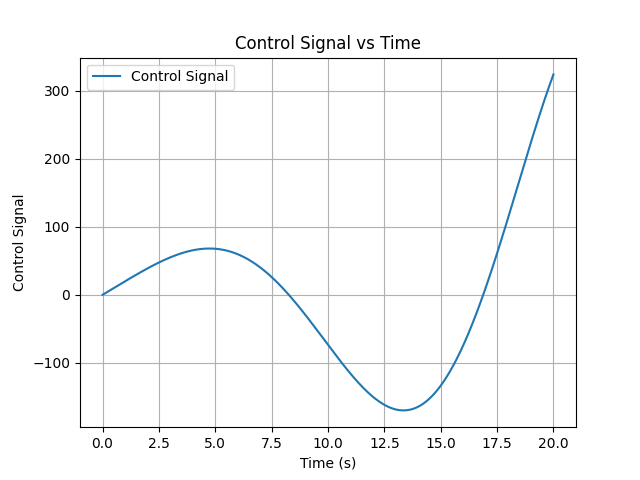 Control Signal vs Time
Control Signal
300
200
100
0
−100
Control Signal
0.0 2.5 5.0 7.5 10.0 12.5 15.0 17.5 20.0
Time (s)